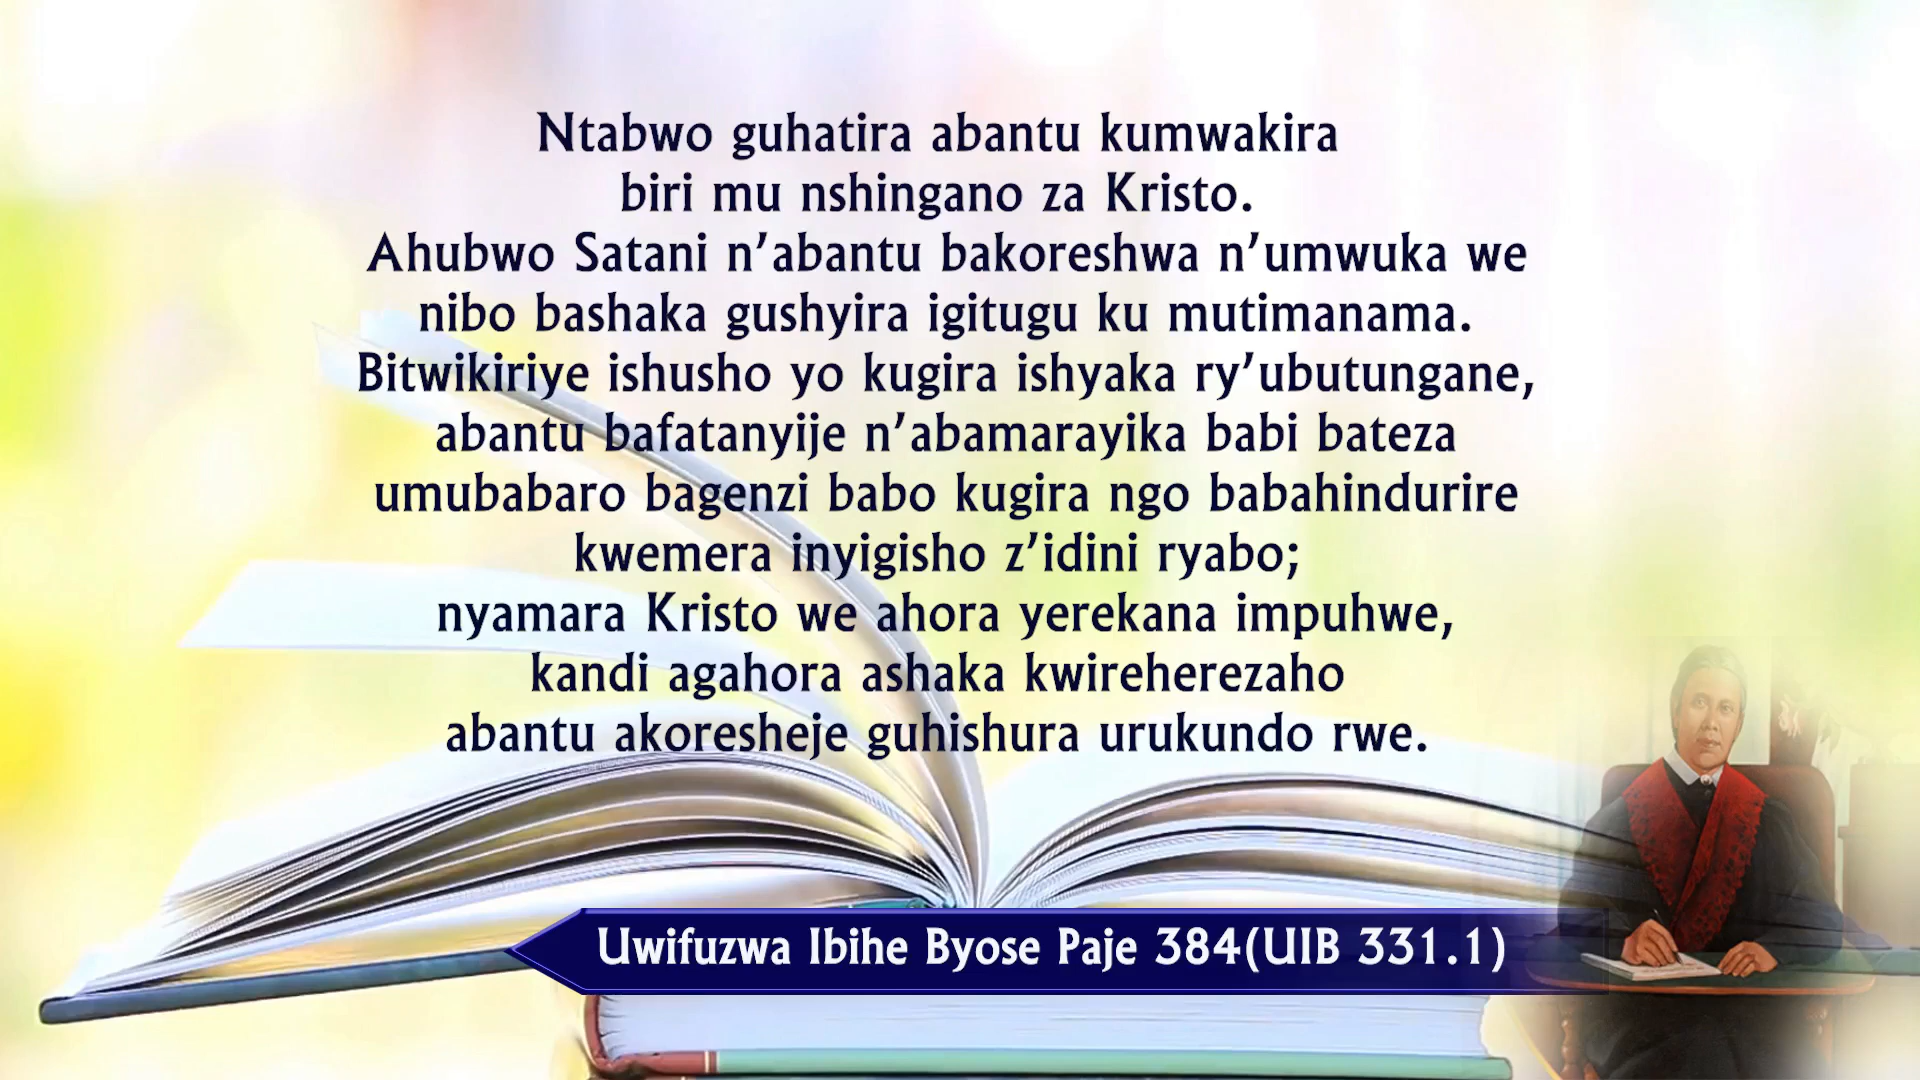 Ntabwo guhatira abantu kumwakira
biri mu nshingano za Kristo.
Ahubwo Satani n’abantu bakoreshwa n’umwuka we
nibo bashaka gushyira igitugu ku mutimanama.
Bitwikiriye ishusho yo kugira ishyaka ry’ubutungane,
abantu bafatanyije n’abamarayika babi bateza
umubabaro bagenzi babo kugira ngo babahindurire
kwemera inyigisho z’idini ryabo;
nyamara Kristo we ahora yerekana impuhwe,
kandi agahora ashaka kwireherezaho
abantu akoresheje guhishura urukundo rwe.
Uwifuzwa Ibihe Byose Paje 384(UIB 331.1)